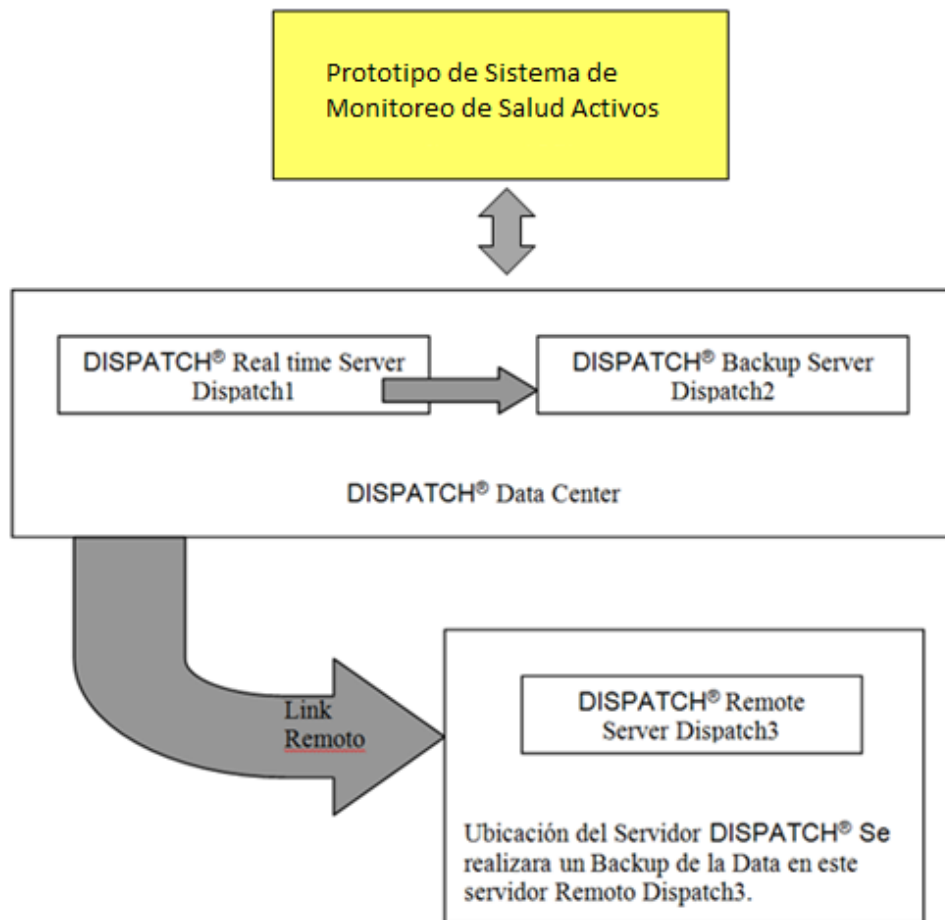 Prototipo de Sistema de
Monitoreo de Salud Activos
DISPATCH® Real time Server
Dispatch1
DISPATCH® Backup Server
Dispatch2
DISPATCH® Data Center
Link
Remoto
DISPATCH® Remote
Server Dispatch3
Ubicación del Servidor DISPATCH® Se
realizara un Backup de la Data en este
servidor Remoto Dispatch3.